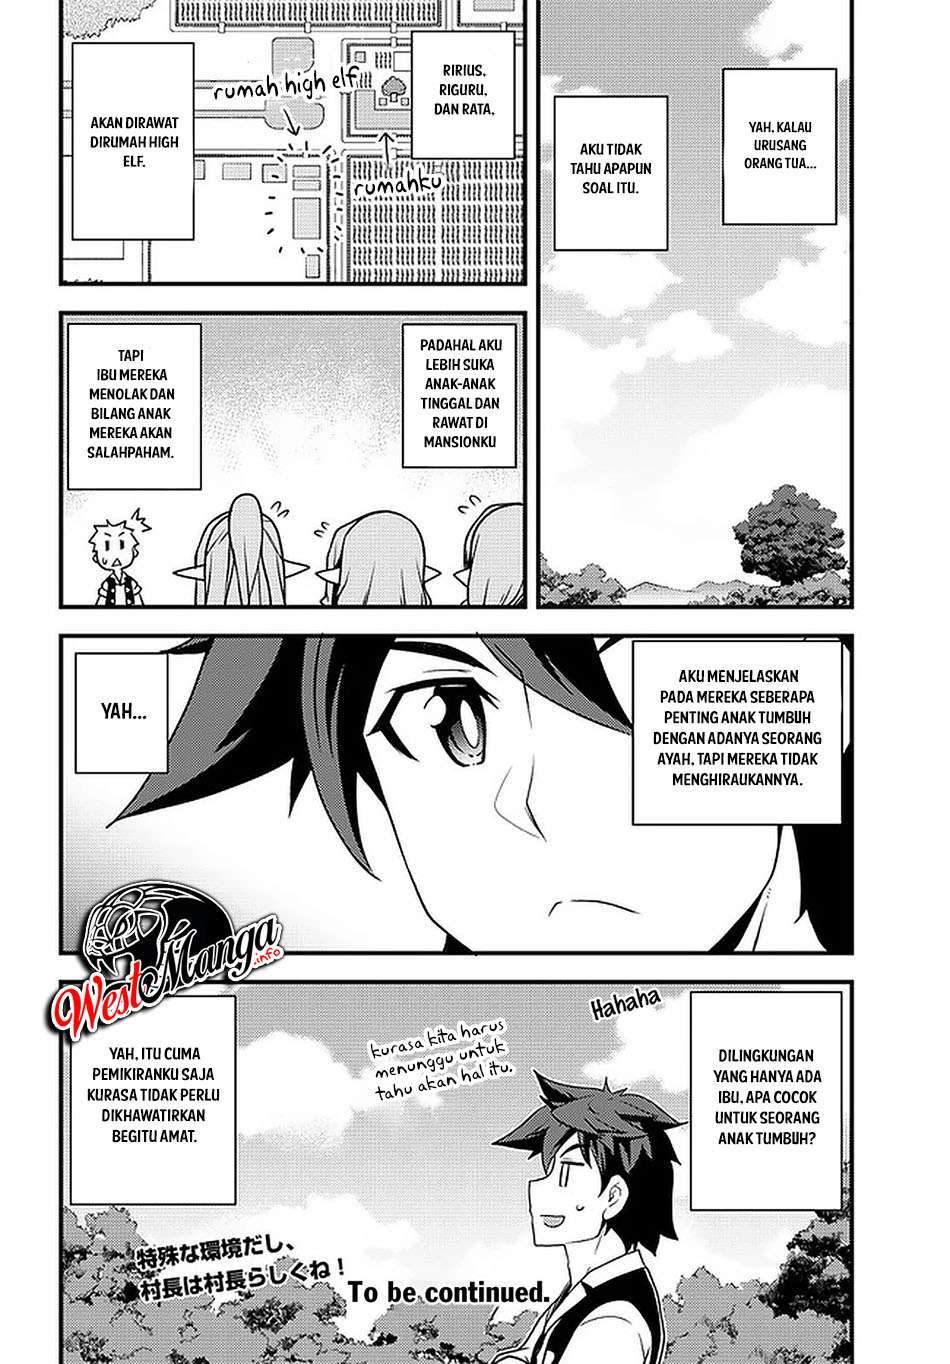 YAH, KALAU
URUSANG
ORANG TUA...
AKU TIDAK
TAHU APAPUN
SOAL ITU.
RIRIUS,
RIGURU,
DAN RATA,
rumah high elf
rumahku
AKAN DIRAWAT
DIRUMAH HIGH
ELF.
PADAHAL AKU
LEBIH SUKA
ANAK-ANAK
TINGGAL DAN
RAWAT DI
MANSIONKU
TAPI
IBU MEREKA
MENOLAK DAN
BILANG ANAK
MEREKA AKAN
SALAHPAHAM.
AKU MENJELASKAN
PADA MEREKA SEBERAPA
PENTING ANAK TUMBUH
DENGAN ADANYA SEORANG
AYAH, TAPI MEREKA TIDAK
MENGHIRAUKANNYA.
YAH...
DILINGKUNGAN
YANG HANYA ADA
IBU, APA COCOK
UNTUK SEORANG
ANAK TUMBUH?
Hahaha
kurasa kita harus
menunggu untuk
tahu akan hal itu.
YAH, ITU CUMA
PEMIKIRANKU SAJA
KURASA TIDAK PERLU
DIKHAWATIRKAN
BEGITU AMAT.
WestManga
.info
特殊な環境だし、
村長は村長らしくね！
To be continued.